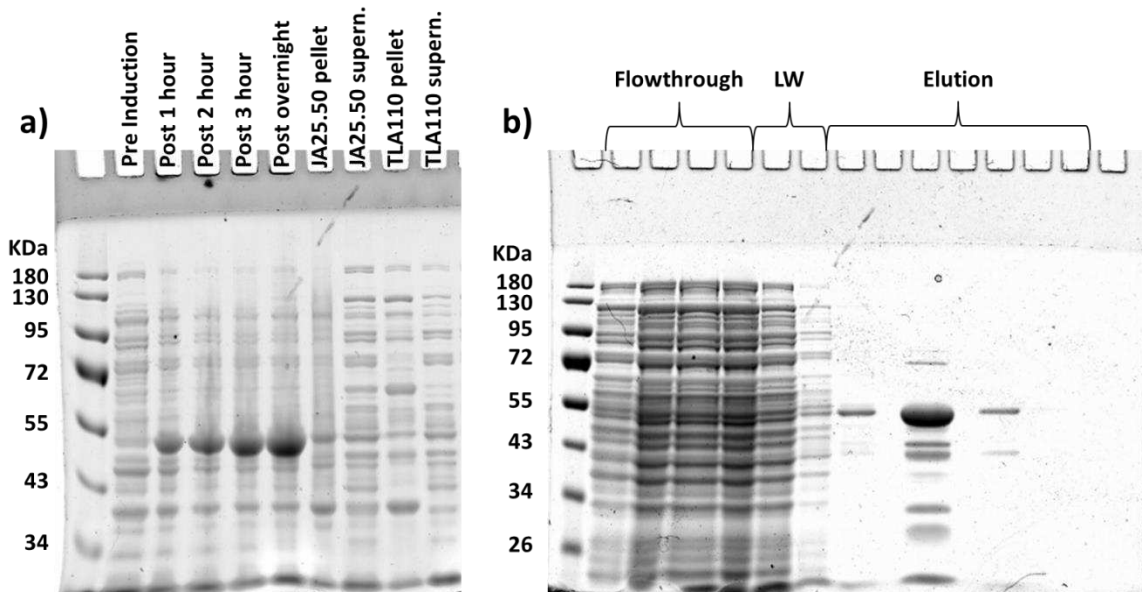 a)
Pre Induction
Post 1 hour
Post 2 hour
Post 3 hour
Post overnight
JA25.50 pellet
JA25.50 supern.
TLA110 pellet
TLA110 supern.
KDa
180
130
95
72
55
43
34
b)
Flowthrough
LW
Elution
KDa
180
130
95
72
55
43
34
26